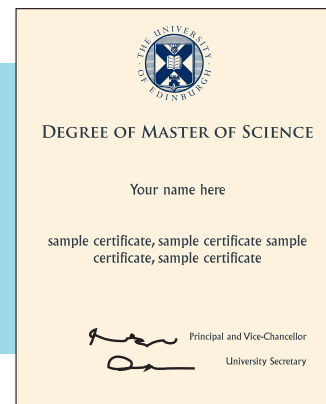 THE UNIVERSITY
OF EDINBURGH
DEGREE OF MASTER OF SCIENCE
Your name here
sample certificate, sample certificate sample
certificate, sample certificate
Principal and Vice-Chancellor
University Secretary